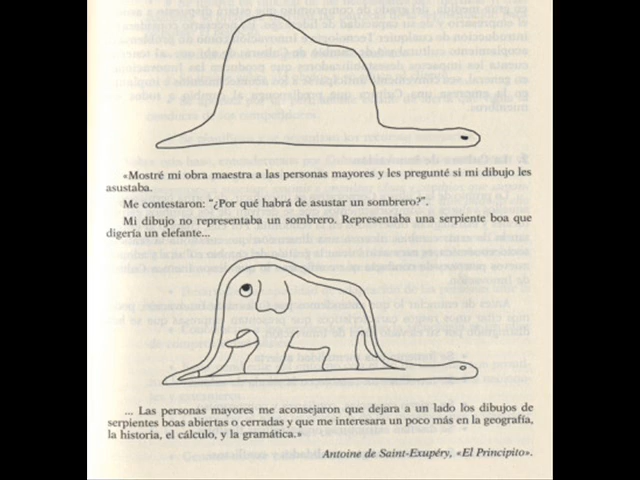 «Mostré mi obra maestra a las personas mayores y les pregunté si mi dibujo les
asustaba.
Me contestaron: “¿Por qué habrá de asustar un sombrero?”.
Mi dibujo no representaba un sombrero. Representaba una serpiente boa que
digería un elefante...
... Las personas mayores me aconsejaron que dejara a un lado los dibujos de
serpientes boas abiertas o cerradas y que me interesara un poco más en la geografía,
la historia, el cálculo, y la gramática.»
Antoine de Saint-Exupéry, «El Principito».